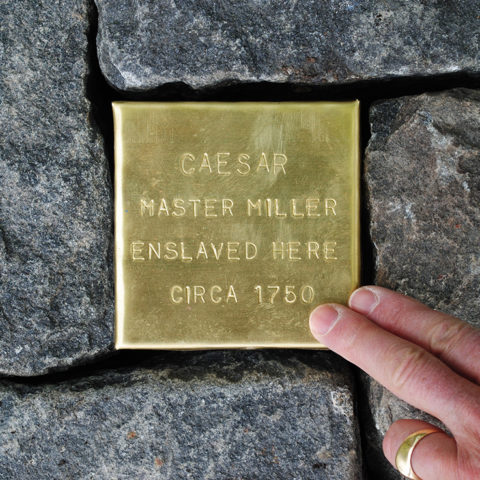 CAESAR
MASTER MILLER
ENSLAVED HERE
CIRCA 1750